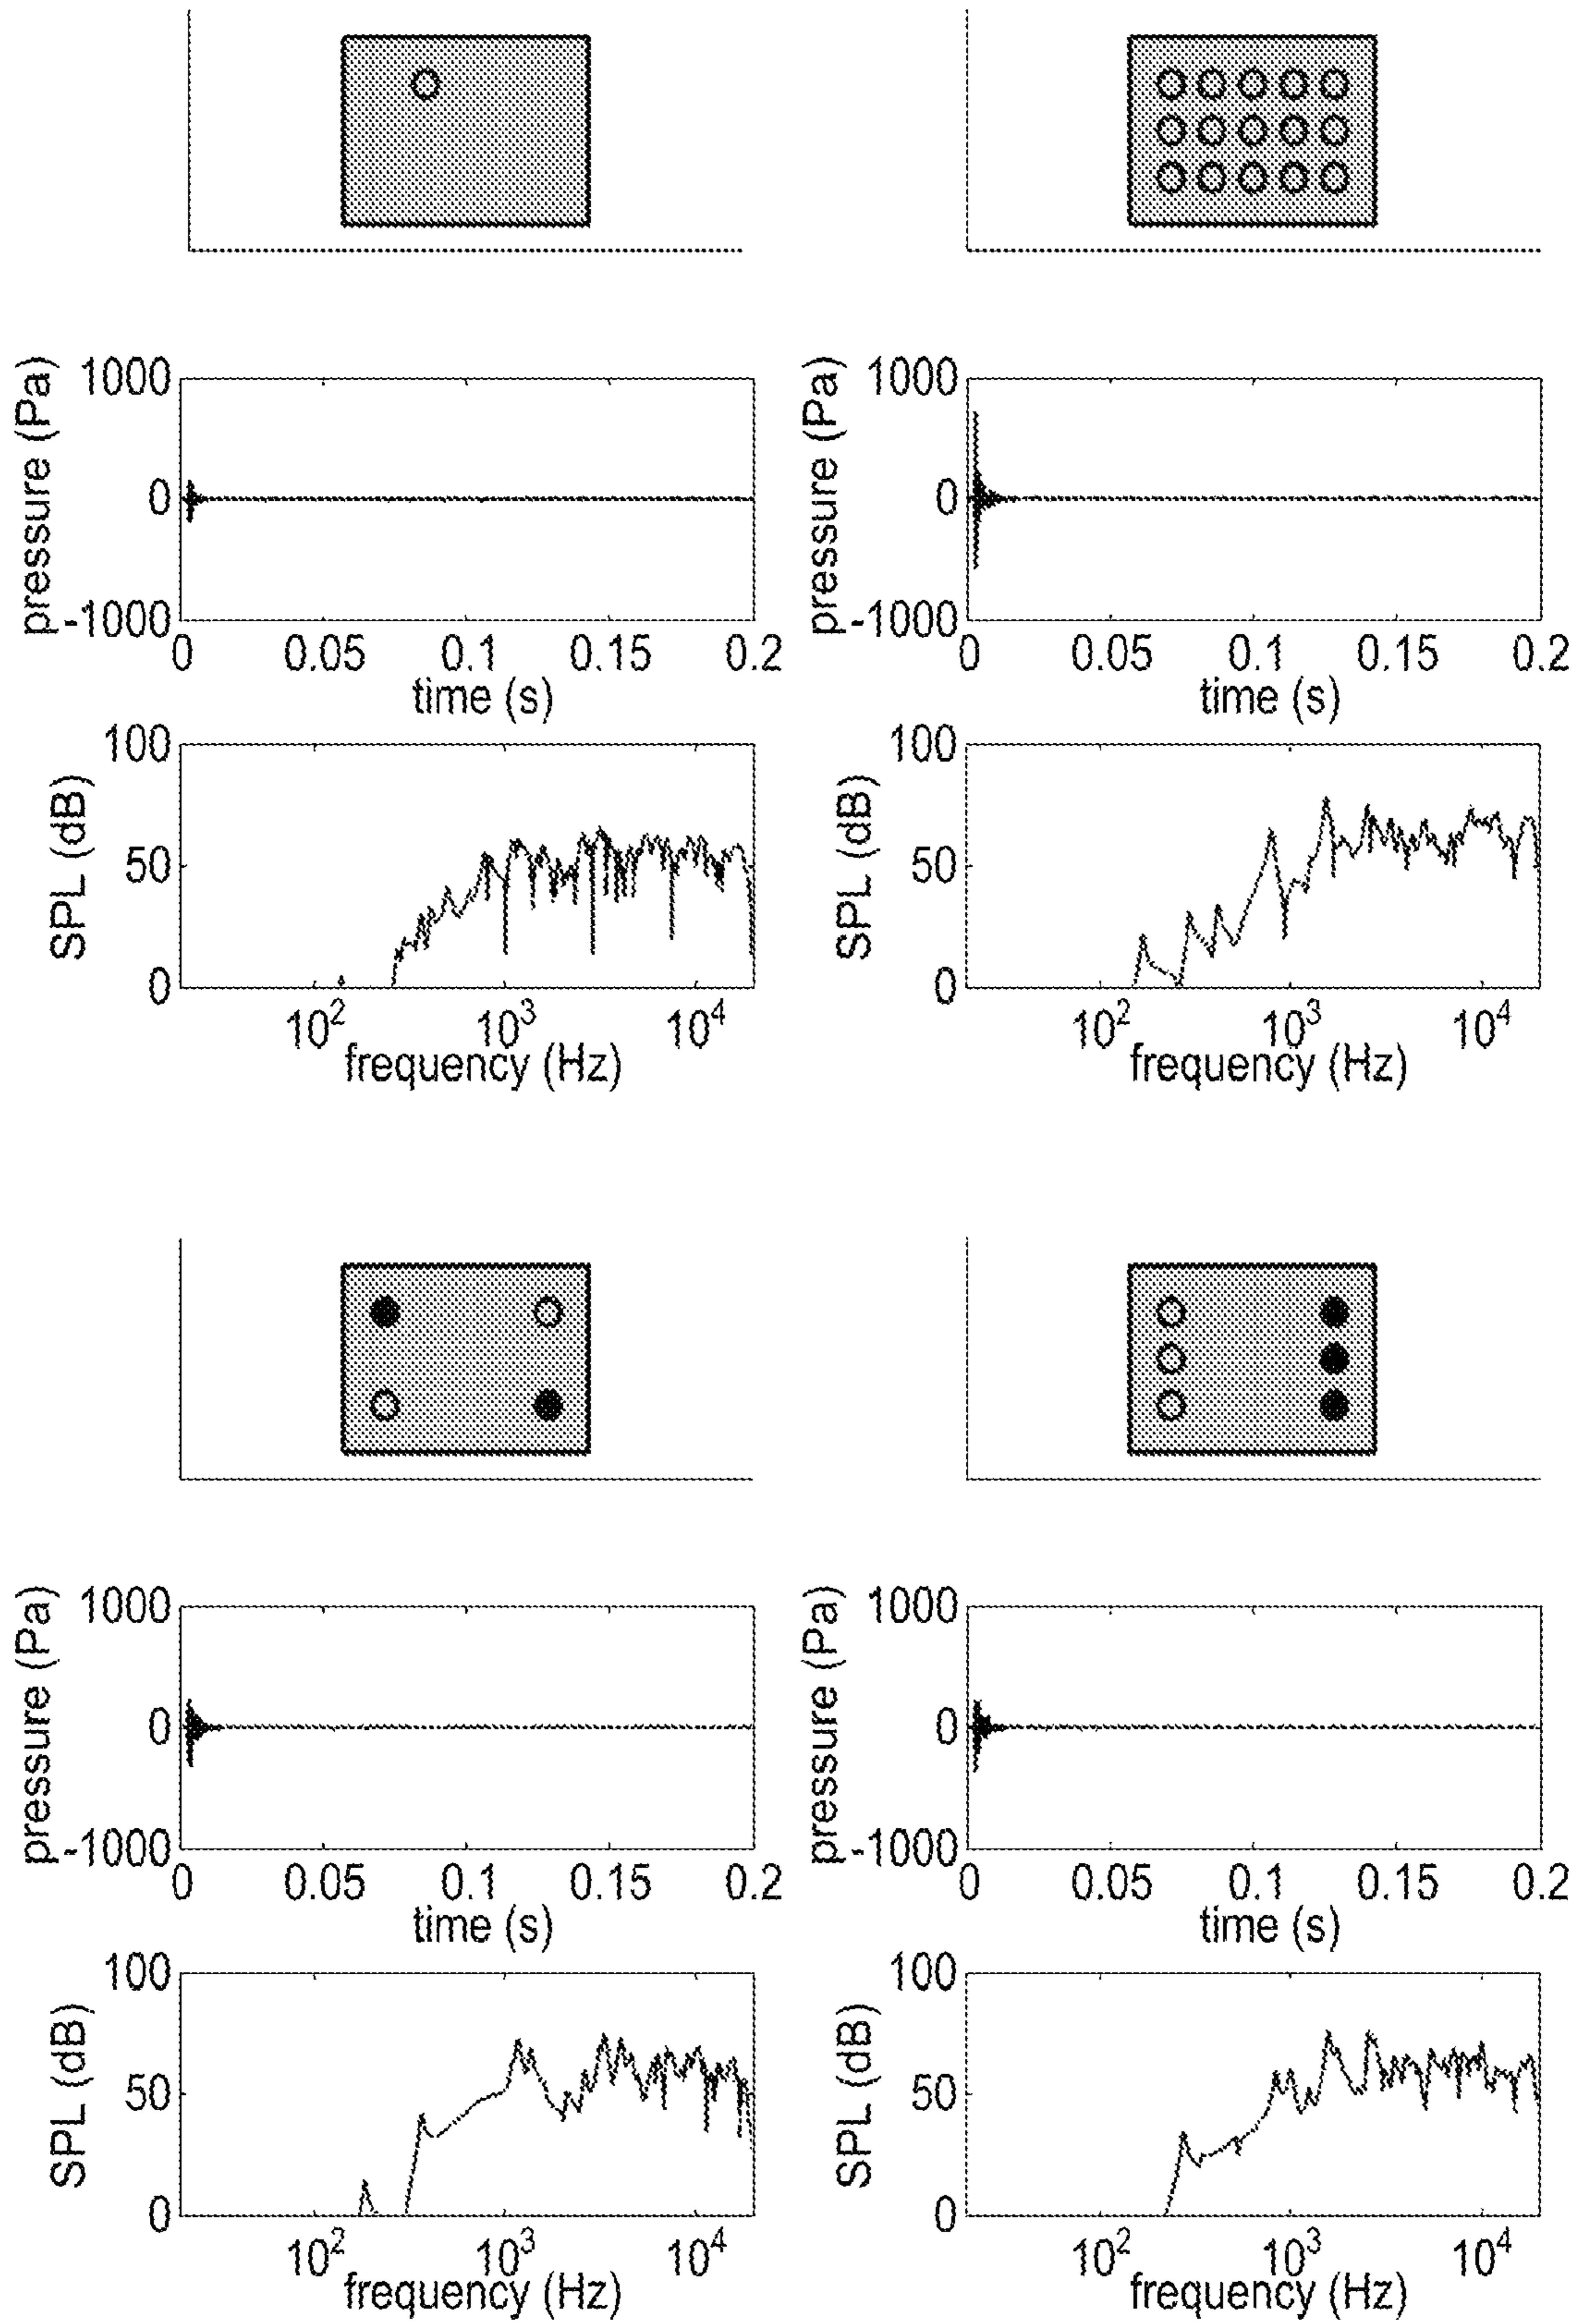 pressure (Pa)
1000
0
-1000
0 0.05 0.1 0.15 0.2
time (s)
pressure (Pa)
1000
0
-1000
0 0.05 0.1 0.15 0.2
time (s)
SPL (dB)
100
50
0
10² 10³ 10⁴
frequency (Hz)
SPL (dB)
100
50
0
10² 10³ 10⁴
frequency (Hz)
pressure (Pa)
1000
0
-1000
0 0.05 0.1 0.15 0.2
time (s)
pressure (Pa)
1000
0
-1000
0 0.05 0.1 0.15 0.2
time (s)
SPL (dB)
100
50
0
10² 10³ 10⁴
frequency (Hz)
SPL (dB)
100
50
0
10² 10³ 10⁴
frequency (Hz)